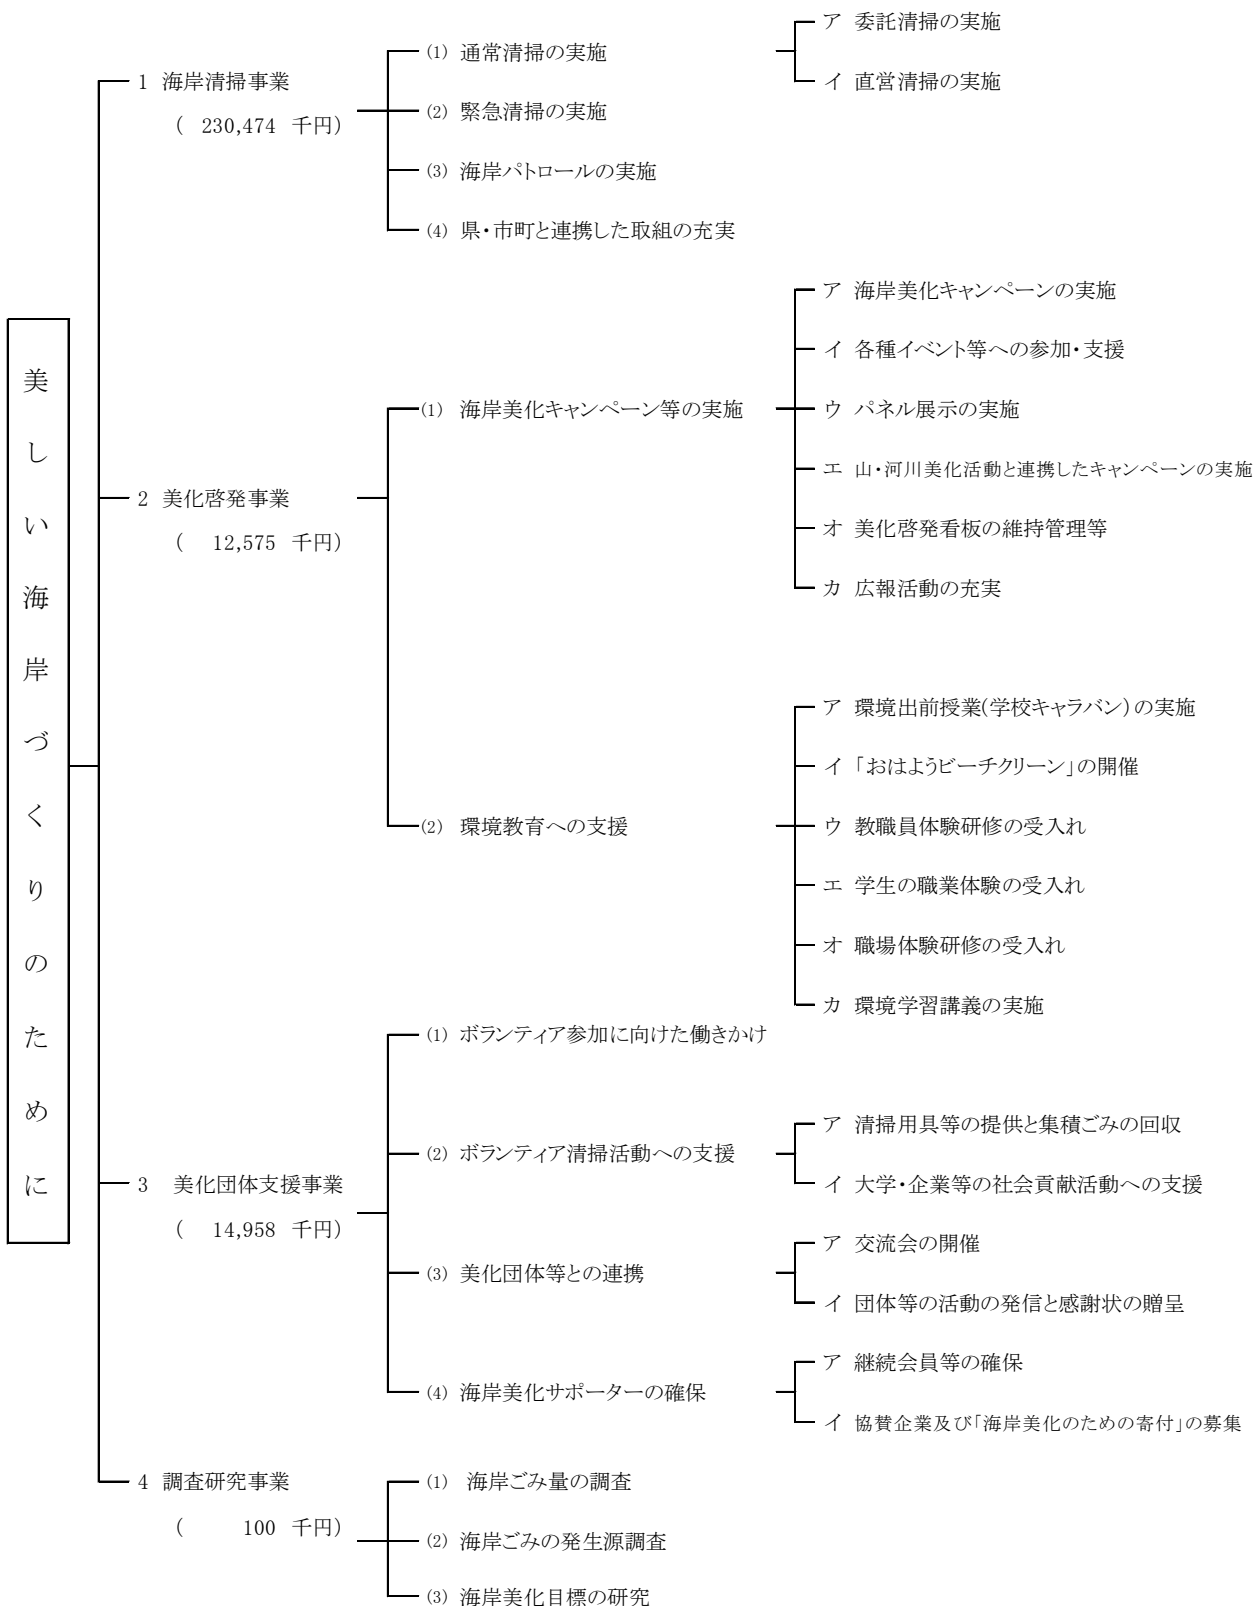 美しい海岸づくりのために
1 海岸清掃事業
( 230,474 千円)
(1) 通常清掃の実施
ア 委託清掃の実施
イ 直営清掃の実施
(2) 緊急清掃の実施
(3) 海岸パトロールの実施
(4) 県・市町と連携した取組の充実
2 美化啓発事業
( 12,575 千円)
(1) 海岸美化キャンペーン等の実施
ア 海岸美化キャンペーンの実施
イ 各種イベント等への参加・支援
ウ パネル展示の実施
エ 山・河川美化活動と連携したキャンペーンの実施
オ 美化啓発看板の維持管理等
カ 広報活動の充実
(2) 環境教育への支援
ア 環境出前授業(学校キャラバン)の実施
イ 「おはようビーチクリーン」の開催
ウ 教職員体験研修の受入れ
エ 学生の職業体験の受入れ
オ 職場体験研修の受入れ
カ 環境学習講義の実施
3 美化団体支援事業
( 14,958 千円)
(1) ボランティア参加に向けた働きかけ
(2) ボランティア清掃活動への支援
ア 清掃用具等の提供と集積ごみの回収
イ 大学・企業等の社会貢献活動への支援
(3) 美化団体等との連携
ア 交流会の開催
イ 団体等の活動の発信と感謝状の贈呈
(4) 海岸美化サポーターの確保
ア 継続会員等の確保
イ 協賛企業及び「海岸美化のための寄付」の募集
4 調査研究事業
( 100 千円)
(1) 海岸ごみ量の調査
(2) 海岸ごみの発生源調査
(3) 海岸美化目標の研究